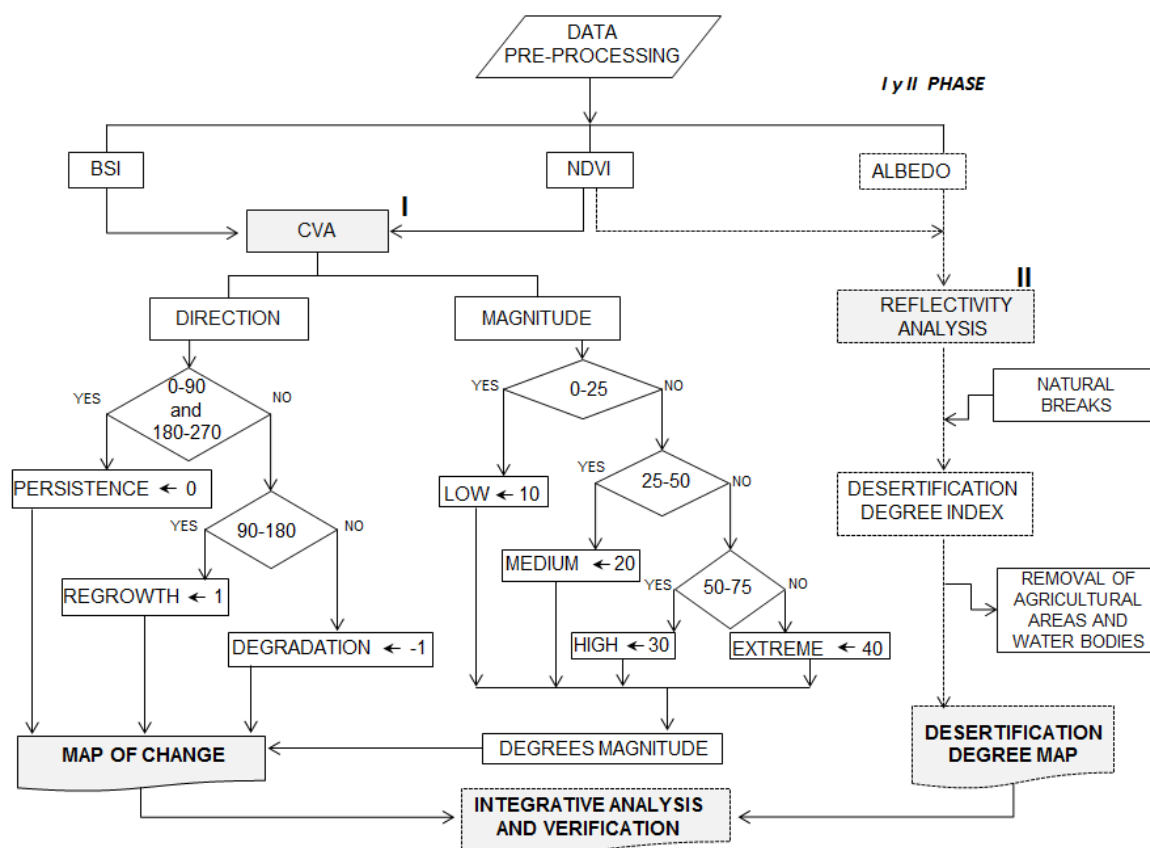 DATA
PRE-PROCESSING
I y II PHASE
BSI
NDVI
ALBEDO
I
CVA
II
REFLECTIVITY
ANALYSIS
DIRECTION
MAGNITUDE
YES
0-90
and
180-270
NO
YES
0-25
NO
NATURAL
BREAKS
PERSISTENCE ← 0
LOW ← 10
YES
25-50
NO
DESERTIFICATION
DEGREE INDEX
YES
90-180
NO
MEDIUM ← 20
REGROWTH ← 1
YES
50-75
NO
REMOVAL OF
AGRICULTURAL
AREAS AND
WATER BODIES
DEGRADATION ← -1
HIGH ← 30
EXTREME ← 40
MAP OF CHANGE
DEGREES MAGNITUDE
DESERTIFICATION
DEGREE MAP
INTEGRATIVE ANALYSIS
AND VERIFICATION